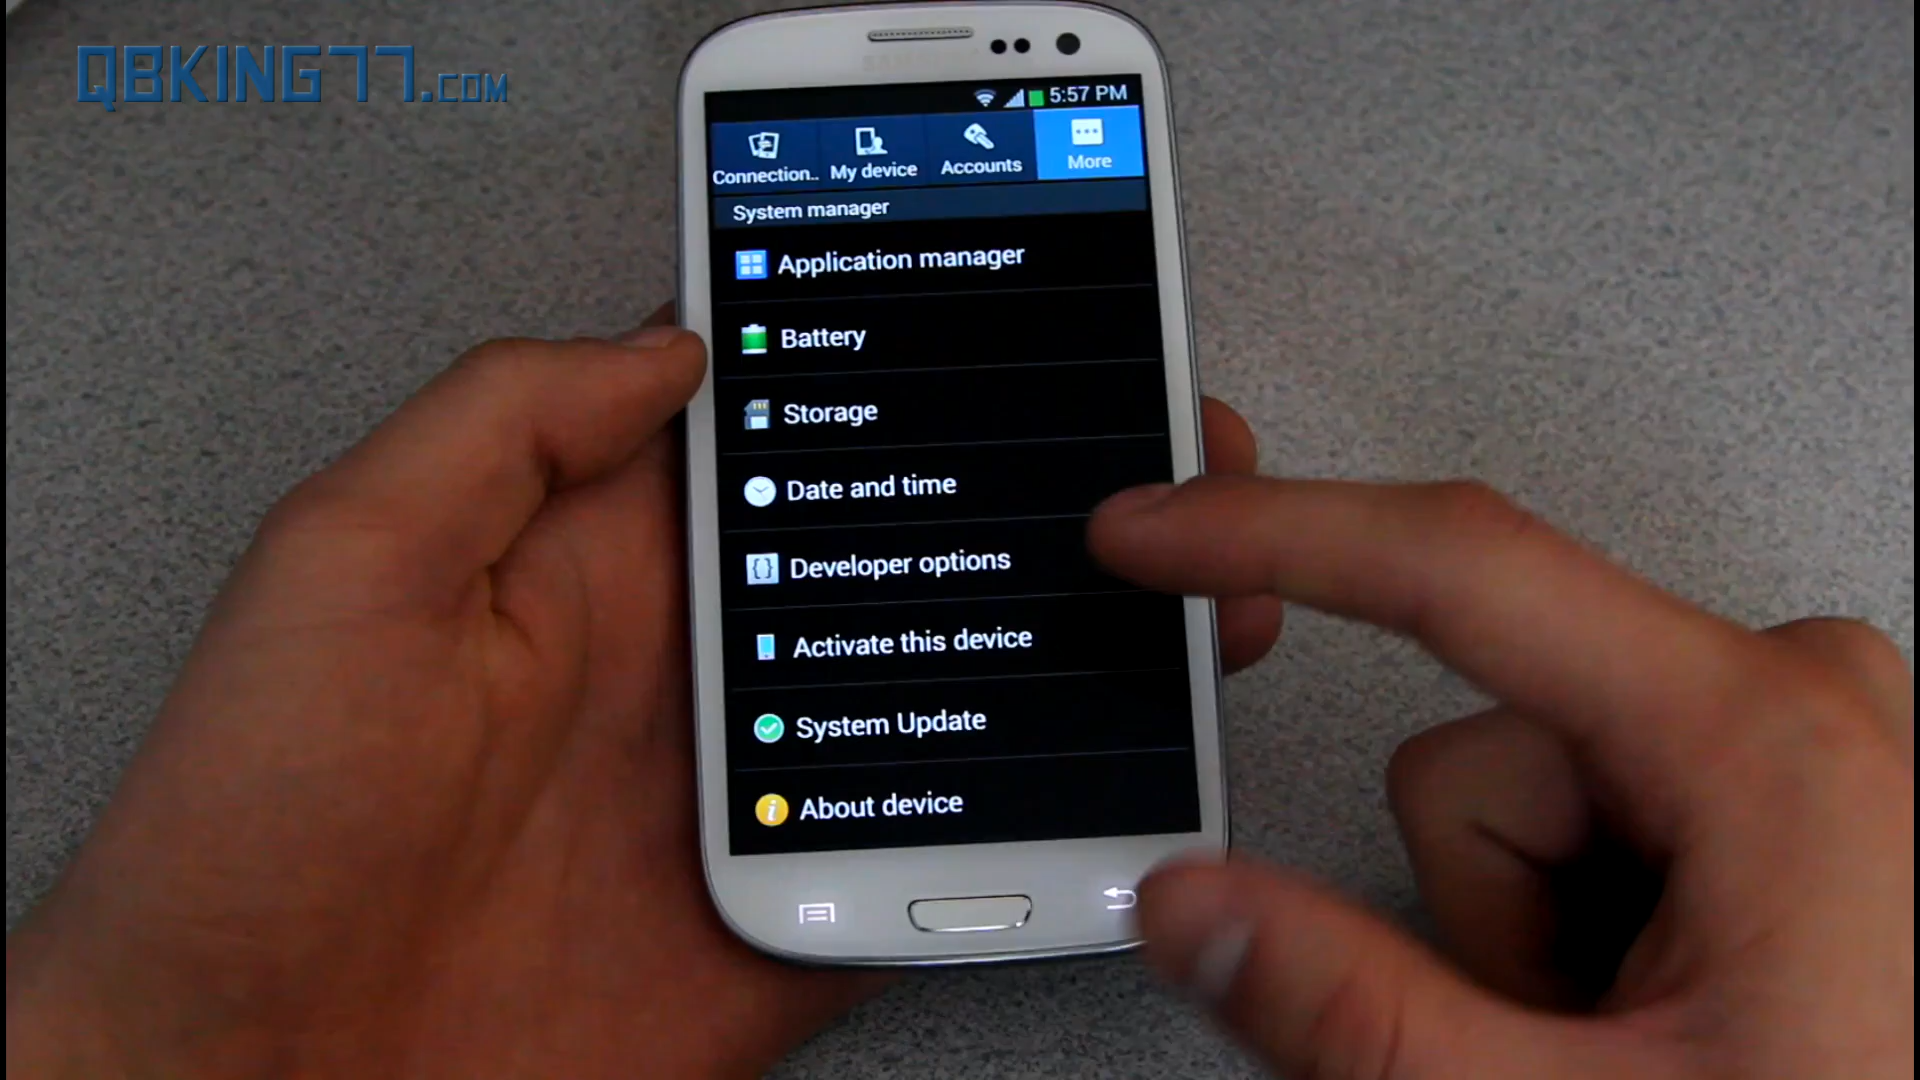 QBKING77.COM
SAMSUNG
5:57 PM
Connection..
My device
Accounts
More
System manager
Application manager
Battery
Storage
Date and time
Developer options
Activate this device
System Update
About device